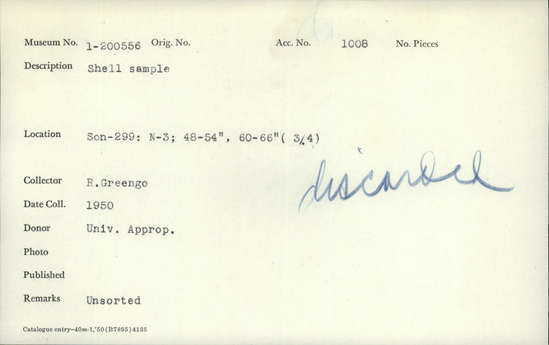 Museum No. 1-200556 Orig. No. Acc. No. 1008 No. Pieces
Description Shell sample
Location Son-299: N-3; 48-54", 60-66"( 3/4)
Collector R.Greengo
discarded
Date Coll. 1950
Donor Univ. Approp.
Photo
Published
Remarks Unsorted
Catalogue entry—40m-1,'50(B7895)4135